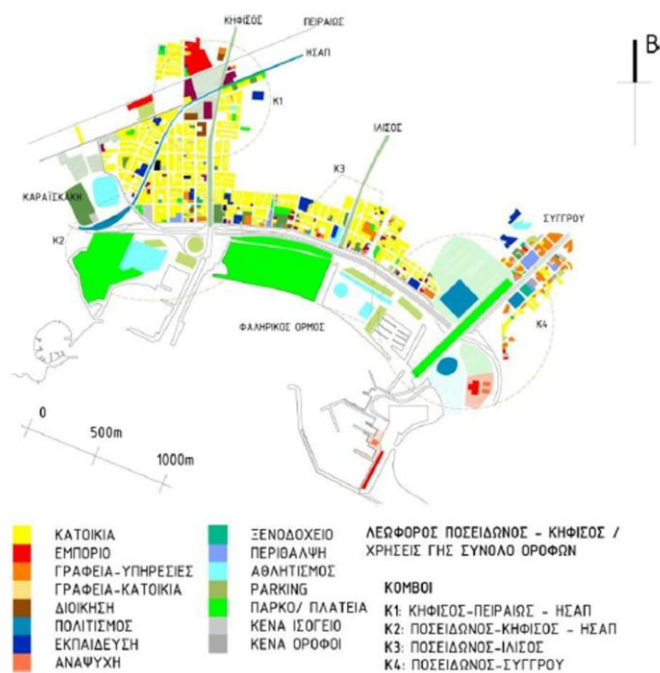 ΚΗΦΙΣΟΣ
ΠΕΙΡΑΙΩΣ
ΗΣΑΠ
Β
Κ1
ΙΛΙΣΟΣ
Κ3
ΚΑΡΑΪΣΚΑΚΗ
ΣΥΓΓΡΟΥ
Κ2
Κ4
ΦΑΛΗΡΙΚΟΣ ΟΡΜΟΣ
0
500m
1000m
ΚΑΤΟΙΚΙΑ
ΕΜΠΟΡΙΟ
ΓΡΑΦΕΙΑ-ΥΠΗΡΕΣΙΕΣ
ΓΡΑΦΕΙΑ-ΚΑΤΟΙΚΙΑ
ΔΙΟΙΚΗΣΗ
ΠΟΛΙΤΙΣΜΟΣ
ΕΚΠΑΙΔΕΥΣΗ
ΑΝΑΨΥΧΗ
ΞΕΝΟΔΟΧΕΙΟ
ΠΕΡΙΘΑΛΨΗ
ΑΘΛΗΤΙΣΜΟΣ
PARKING
ΠΑΡΚΟ/ ΠΛΑΤΕΙΑ
ΚΕΝΑ ΙΣΟΓΕΙΟ
ΚΕΝΑ ΟΡΟΦΟΙ
ΛΕΩΦΟΡΟΣ ΠΟΣΕΙΔΩΝΟΣ - ΚΗΦΙΣΟΣ /
ΧΡΗΣΕΙΣ ΓΗΣ ΣΥΝΟΛΟ ΟΡΟΦΩΝ
ΚΟΜΒΟΙ
Κ1: ΚΗΦΙΣΟΣ-ΠΕΙΡΑΙΩΣ - ΗΣΑΠ
Κ2: ΠΟΣΕΙΔΩΝΟΣ-ΚΗΦΙΣΟΣ - ΗΣΑΠ
Κ3: ΠΟΣΕΙΔΩΝΟΣ-ΙΛΙΣΟΣ
Κ4: ΠΟΣΕΙΔΩΝΟΣ-ΣΥΓΓΡΟΥ